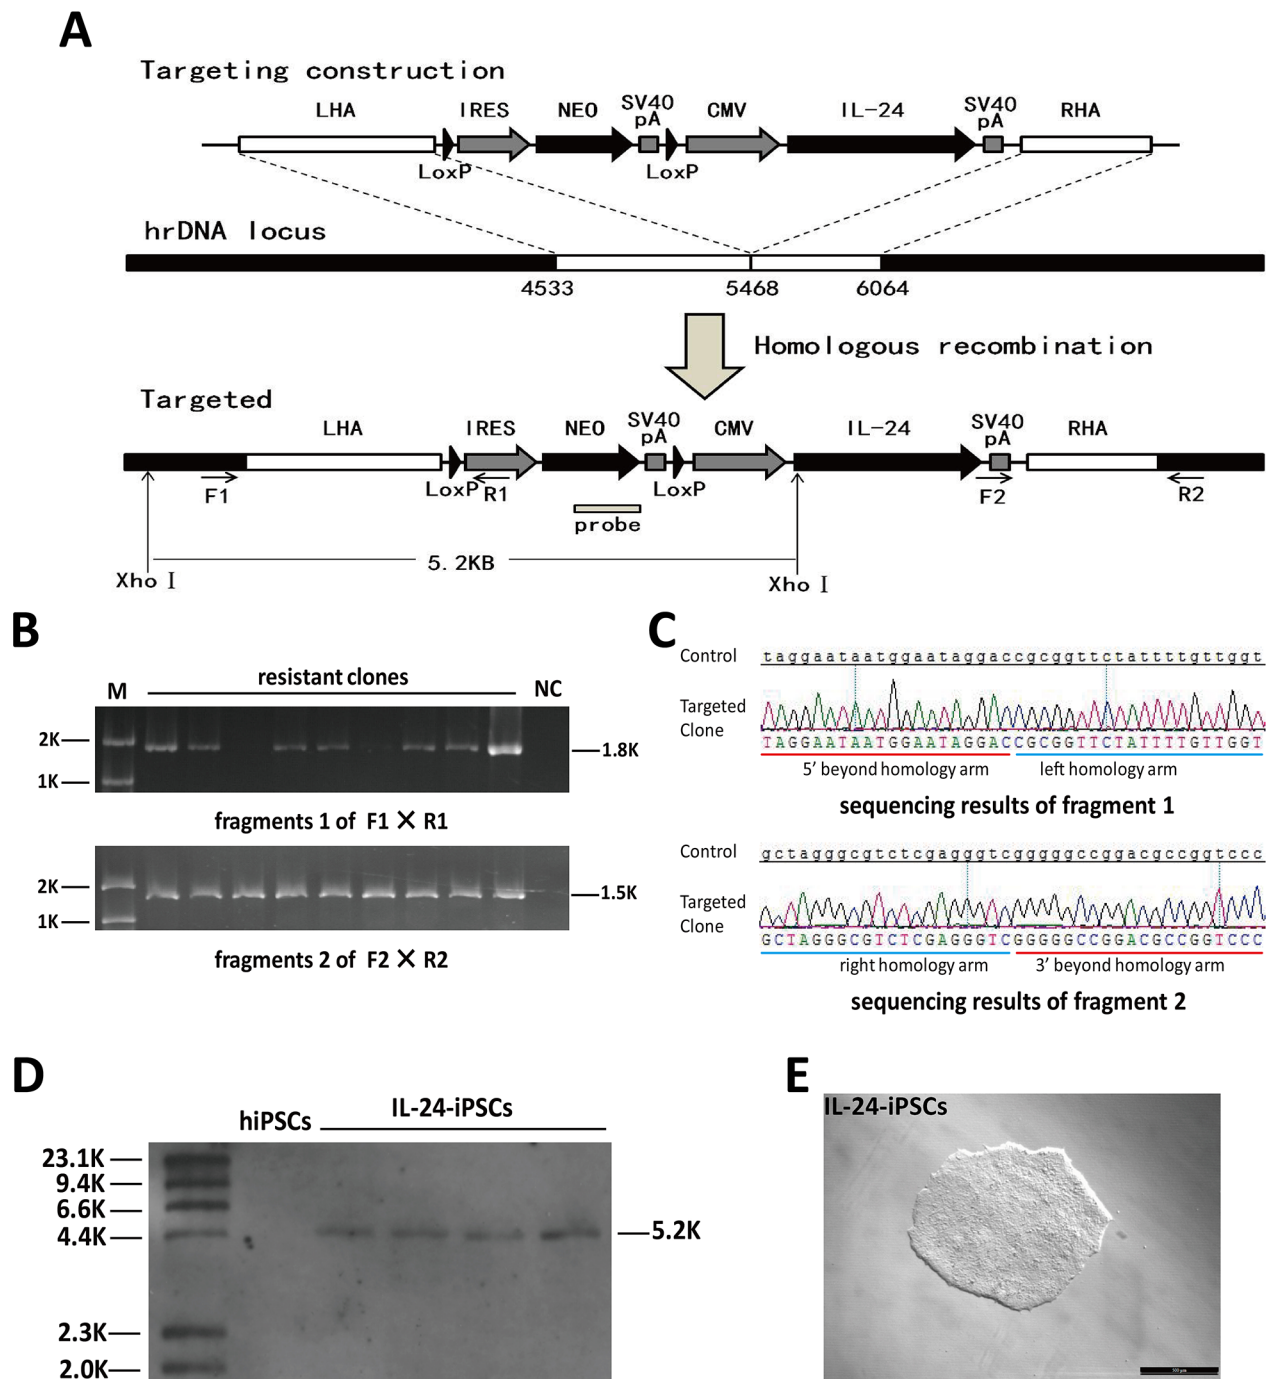 A
Targeting construction
LHA IRES NEO SV40 pA CMV IL-24 SV40 pA RHA
LoxP LoxP
hrDNA locus
4533 5468 6064
Homologous recombination
Targeted
LHA IRES NEO SV40 pA CMV IL-24 SV40 pA RHA
F1 LoxP R1 LoxP F2 R2
probe
5.2KB
Xho I Xho I
B
resistant clones
M NC
2K
1.8K
1K
fragments 1 of F1 × R1
2K
1.5K
1K
fragments 2 of F2 × R2
C
Control taggaataatggaataggaccgcggttctattttgttggt
Targeted
Clone
TAGGAATAATGGAATAGGACCGCGGTTCTATTTTGTTGGT
5' beyond homology arm left homology arm
sequencing results of fragment 1
Control gctagggcgtctcgagggtcgggggccggacgccggtccc
Targeted
Clone
GCTAGGGCGTCTCGAGGGTCGGGGGCCGGACGCCGGTCCC
right homology arm 3' beyond homology arm
sequencing results of fragment 2
D
hiPSCs IL-24-iPSCs
23.1K
9.4K
6.6K
4.4K
5.2K
2.3K
2.0K
E
IL-24-iPSCs
100 μm